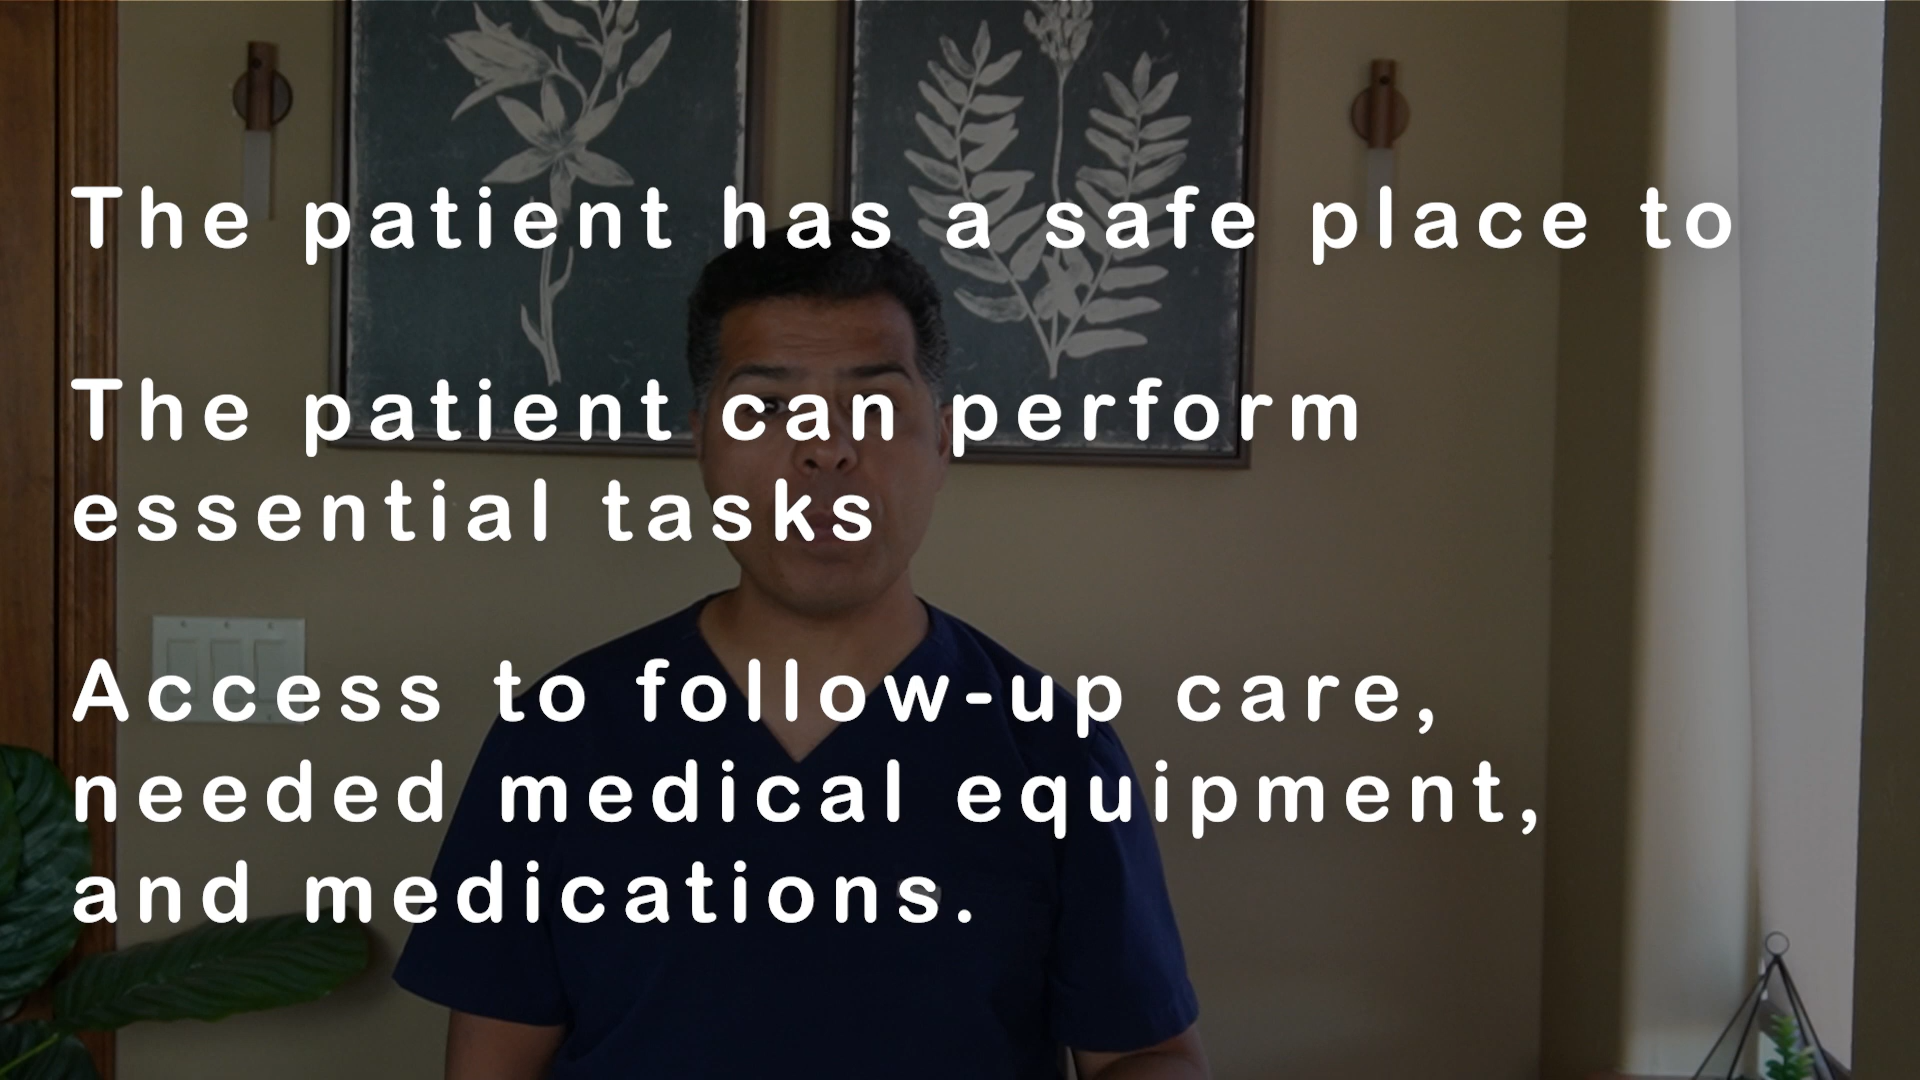 The patient has a safe place to
The patient can perform
essential tasks
Access to follow-up care,
needed medical equipment,
and medications.